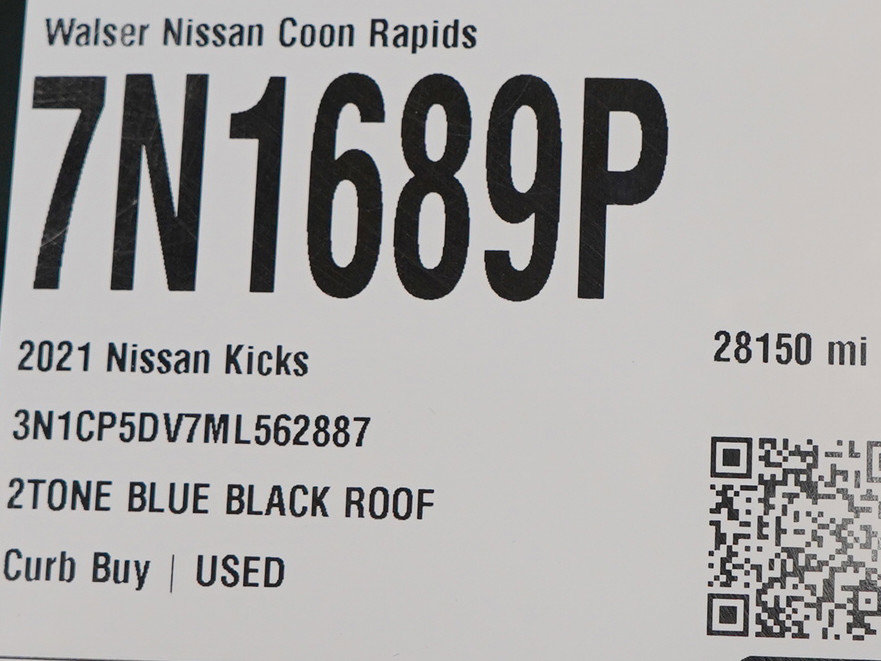 Walser Nissan Coon Rapids
7N1689P
2021 Nissan Kicks
28150 mi
3N1CP5DV7ML562887
2TONE BLUE BLACK ROOF
Curb Buy | USED